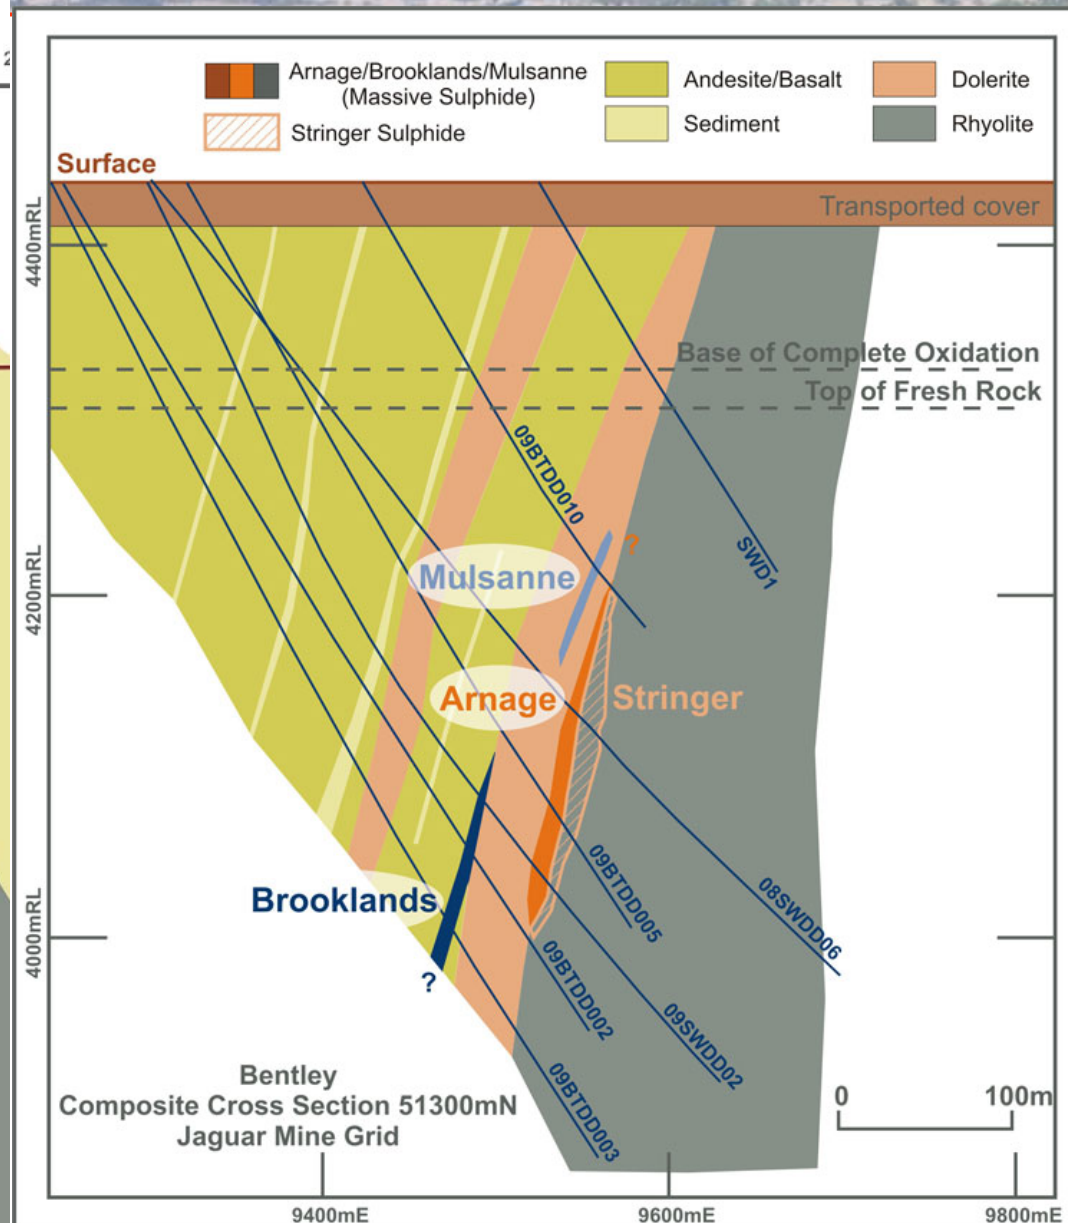 Arnage/Brooklands/Mulsanne
(Massive Sulphide)
Stringer Sulphide
Andesite/Basalt
Sediment
Dolerite
Rhyolite
Surface
Transported cover
4400mRL
Base of Complete Oxidation
Top of Fresh Rock
09BTDD010
SWD1
?
4200mRL
Mulsanne
Arnage
Stringer
Brooklands
?
4000mRL
09BTDD005
08SWDD06
09BTDD002
09SWDD02
09BTDD003
Bentley
Composite Cross Section 51300mN
Jaguar Mine Grid
0 100m
9400mE 9600mE 9800mE